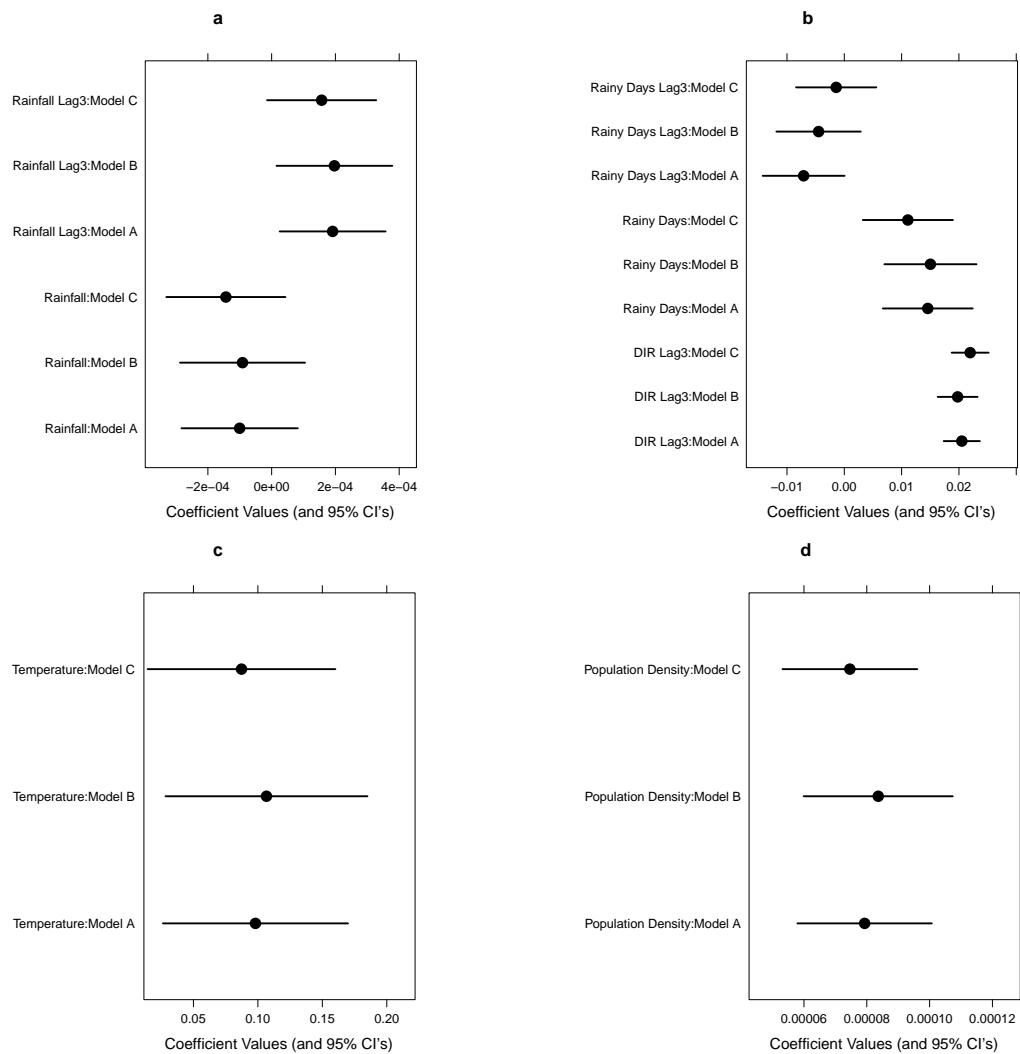 a
Rainfall Lag3:Model C
Rainfall Lag3:Model B
Rainfall Lag3:Model A
Rainfall:Model C
Rainfall:Model B
Rainfall:Model A
−2e−04 0e+00 2e−04 4e−04
Coefficient Values (and 95% CI's)
b
Rainy Days Lag3:Model C
Rainy Days Lag3:Model B
Rainy Days Lag3:Model A
Rainy Days:Model C
Rainy Days:Model B
Rainy Days:Model A
DIR Lag3:Model C
DIR Lag3:Model B
DIR Lag3:Model A
−0.01 0.00 0.01 0.02
Coefficient Values (and 95% CI's)
c
Temperature:Model C
Temperature:Model B
Temperature:Model A
0.05 0.10 0.15 0.20
Coefficient Values (and 95% CI's)
d
Population Density:Model C
Population Density:Model B
Population Density:Model A
0.00006 0.00008 0.00010 0.00012
Coefficient Values (and 95% CI's)